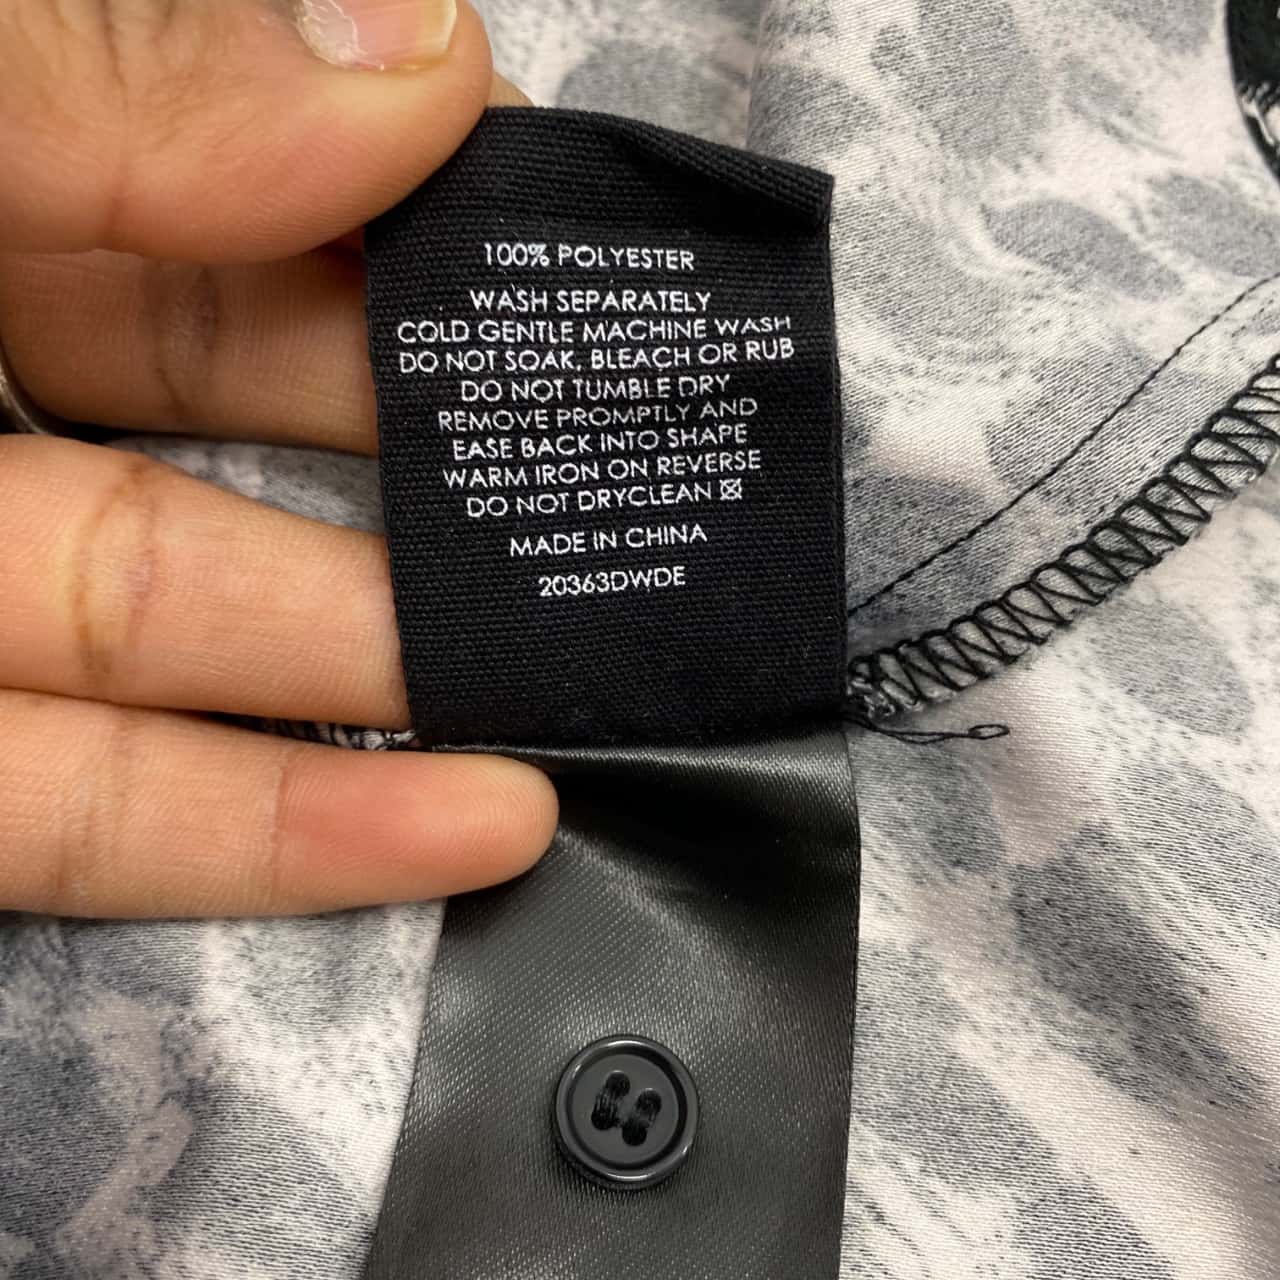 100% POLYESTER
WASH SEPARATELY
COLD GENTLE MACHINE WASH
DO NOT SOAK, BLEACH OR RUB
DO NOT TUMBLE DRY
REMOVE PROMPTLY AND
EASE BACK INTO SHAPE
WARM IRON ON REVERSE
DO NOT DRYCLEAN
MADE IN CHINA
20363DWDE